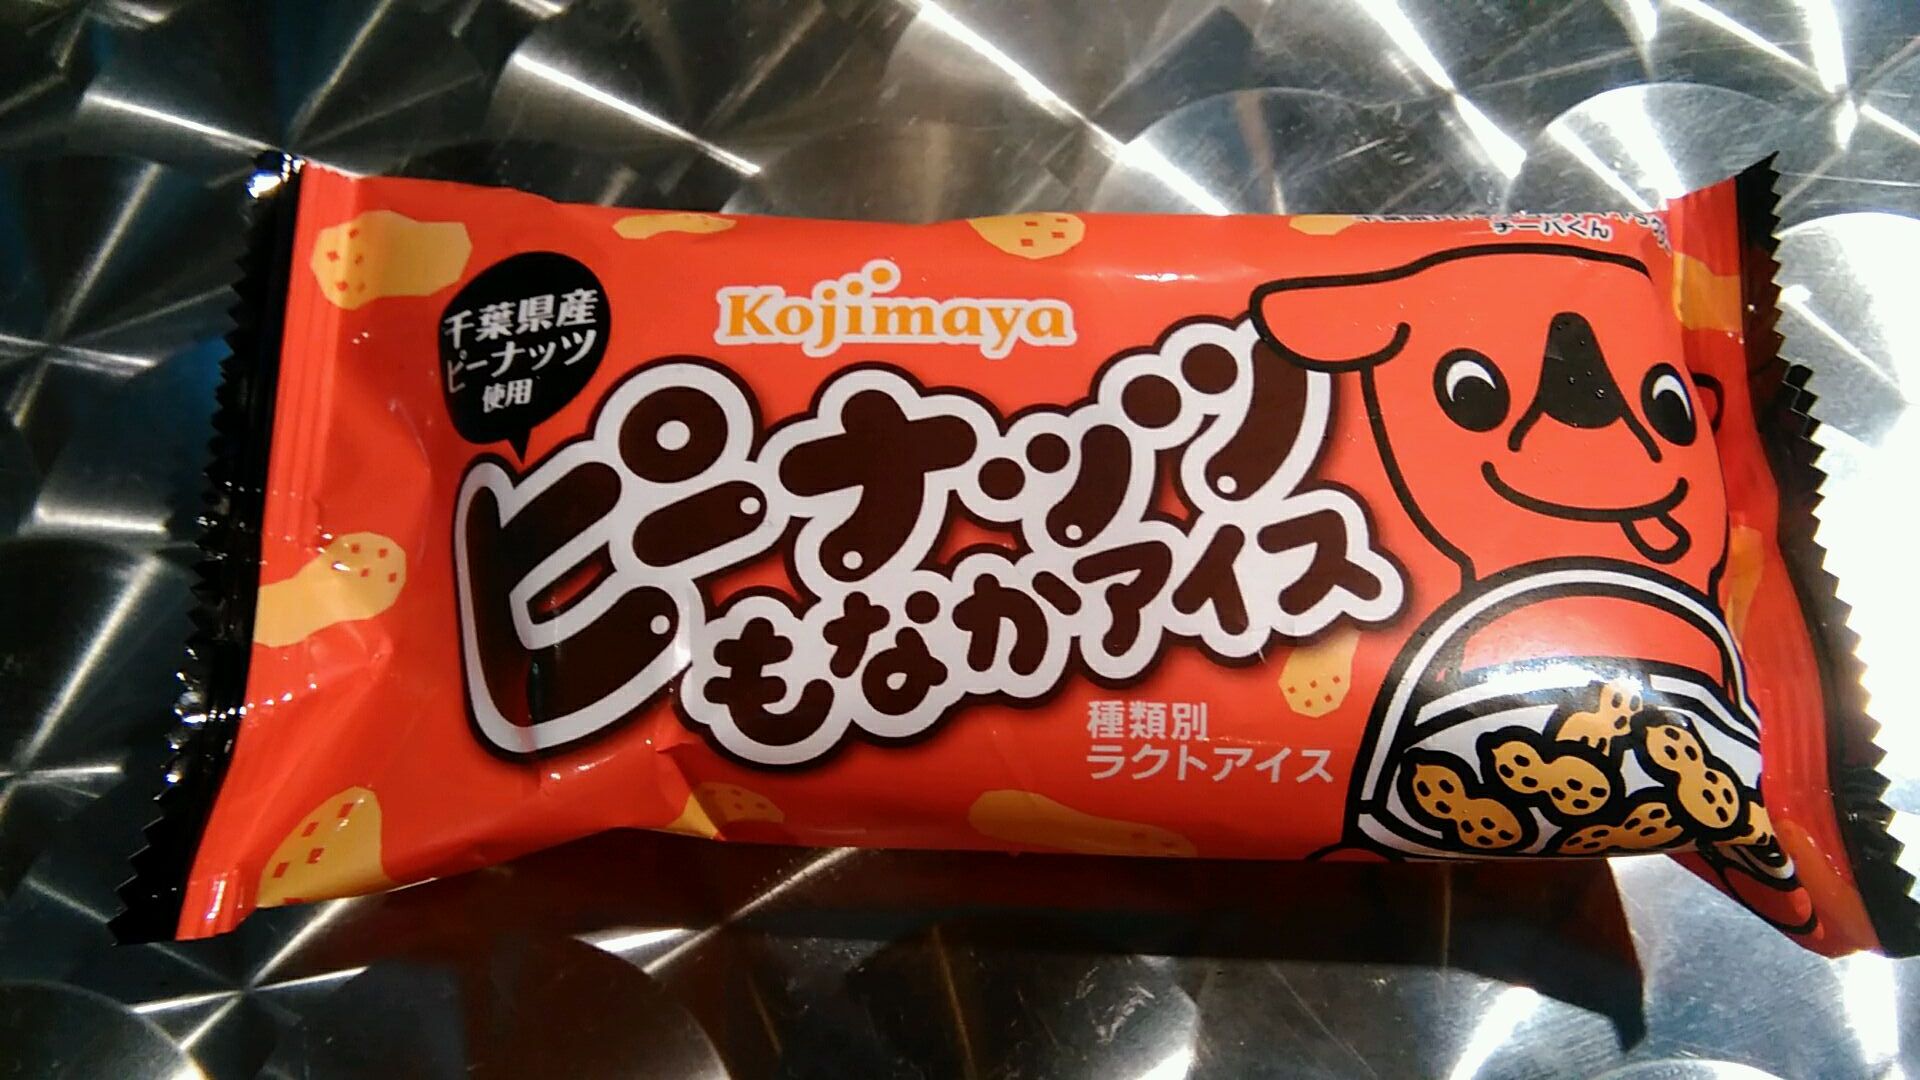 チーバくん
Kojimaya
千葉県産
ピーナッツ
使用
ピーナッツ
もなかアイス
種類別
ラクトアイス